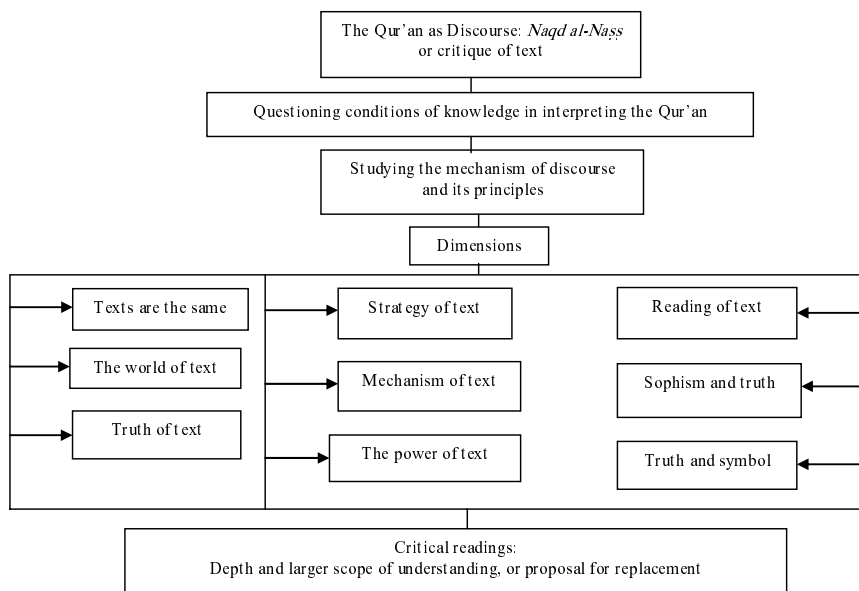 The Qur'an as Discourse: Naqd al-Naṣṣ
or critique of text
Questioning conditions of knowledge in interpreting the Qur'an
Studying the mechanism of discourse
and its principles
Dimensions
Texts are the same
The world of text
Truth of text
Strategy of text
Mechanism of text
The power of text
Reading of text
Sophism and truth
Truth and symbol
Critical readings:
Depth and larger scope of understanding, or proposal for replacement